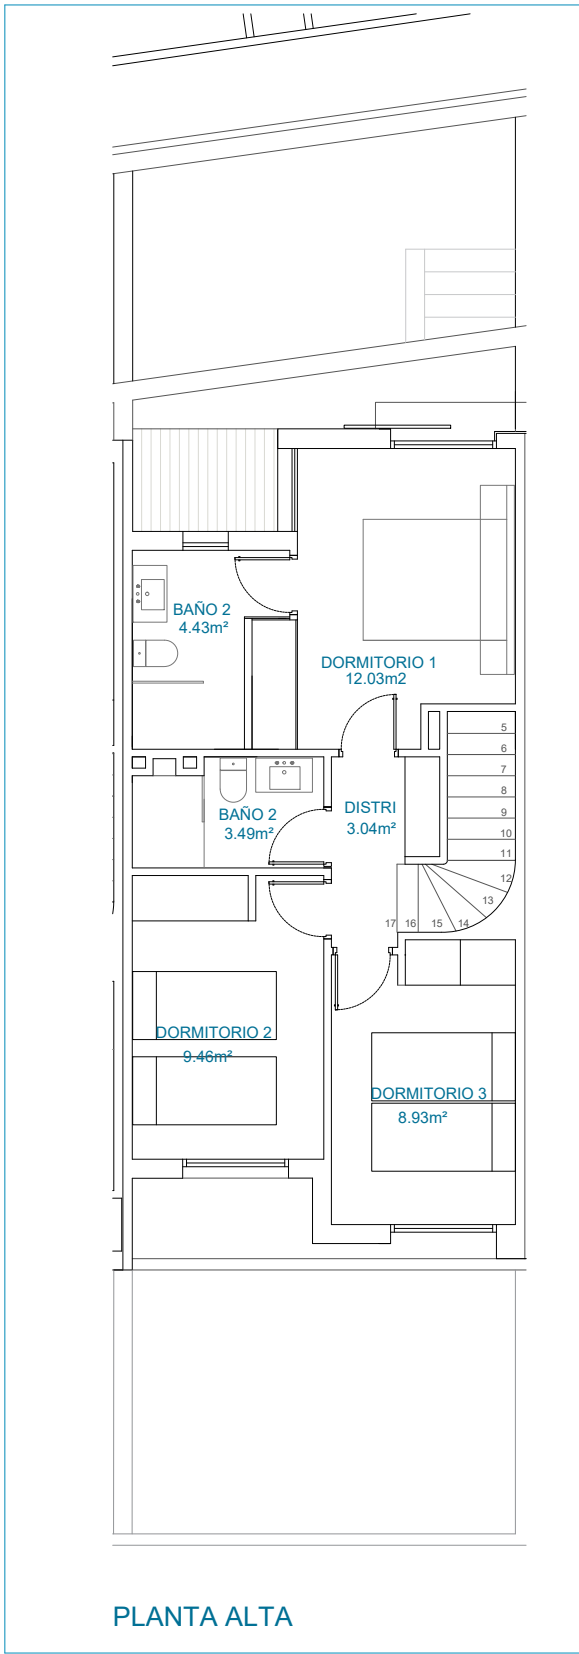 BAÑO 2
4.43m²
DORMITORIO 1
12.03m2
5
6
7
8
9
10
11
12
13
14
15
16
17
BAÑO 2
3.49m²
DISTRI
3.04m²
DORMITORIO 2
9.46m²
DORMITORIO 3
8.93m²
PLANTA ALTA